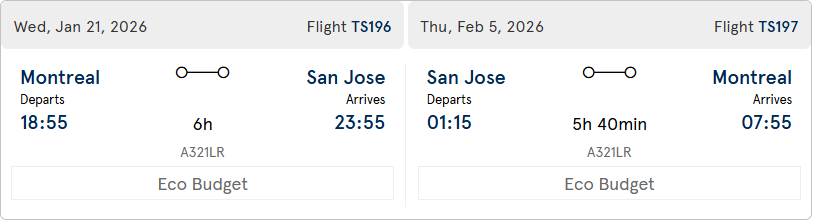 Wed, Jan 21, 2026 Flight TS196
Montreal San Jose
Departs Arrives
18:55 6h 23:55
A321LR
Eco Budget
Thu, Feb 5, 2026 Flight TS197
San Jose Montreal
Departs Arrives
01:15 5h 40min 07:55
A321LR
Eco Budget